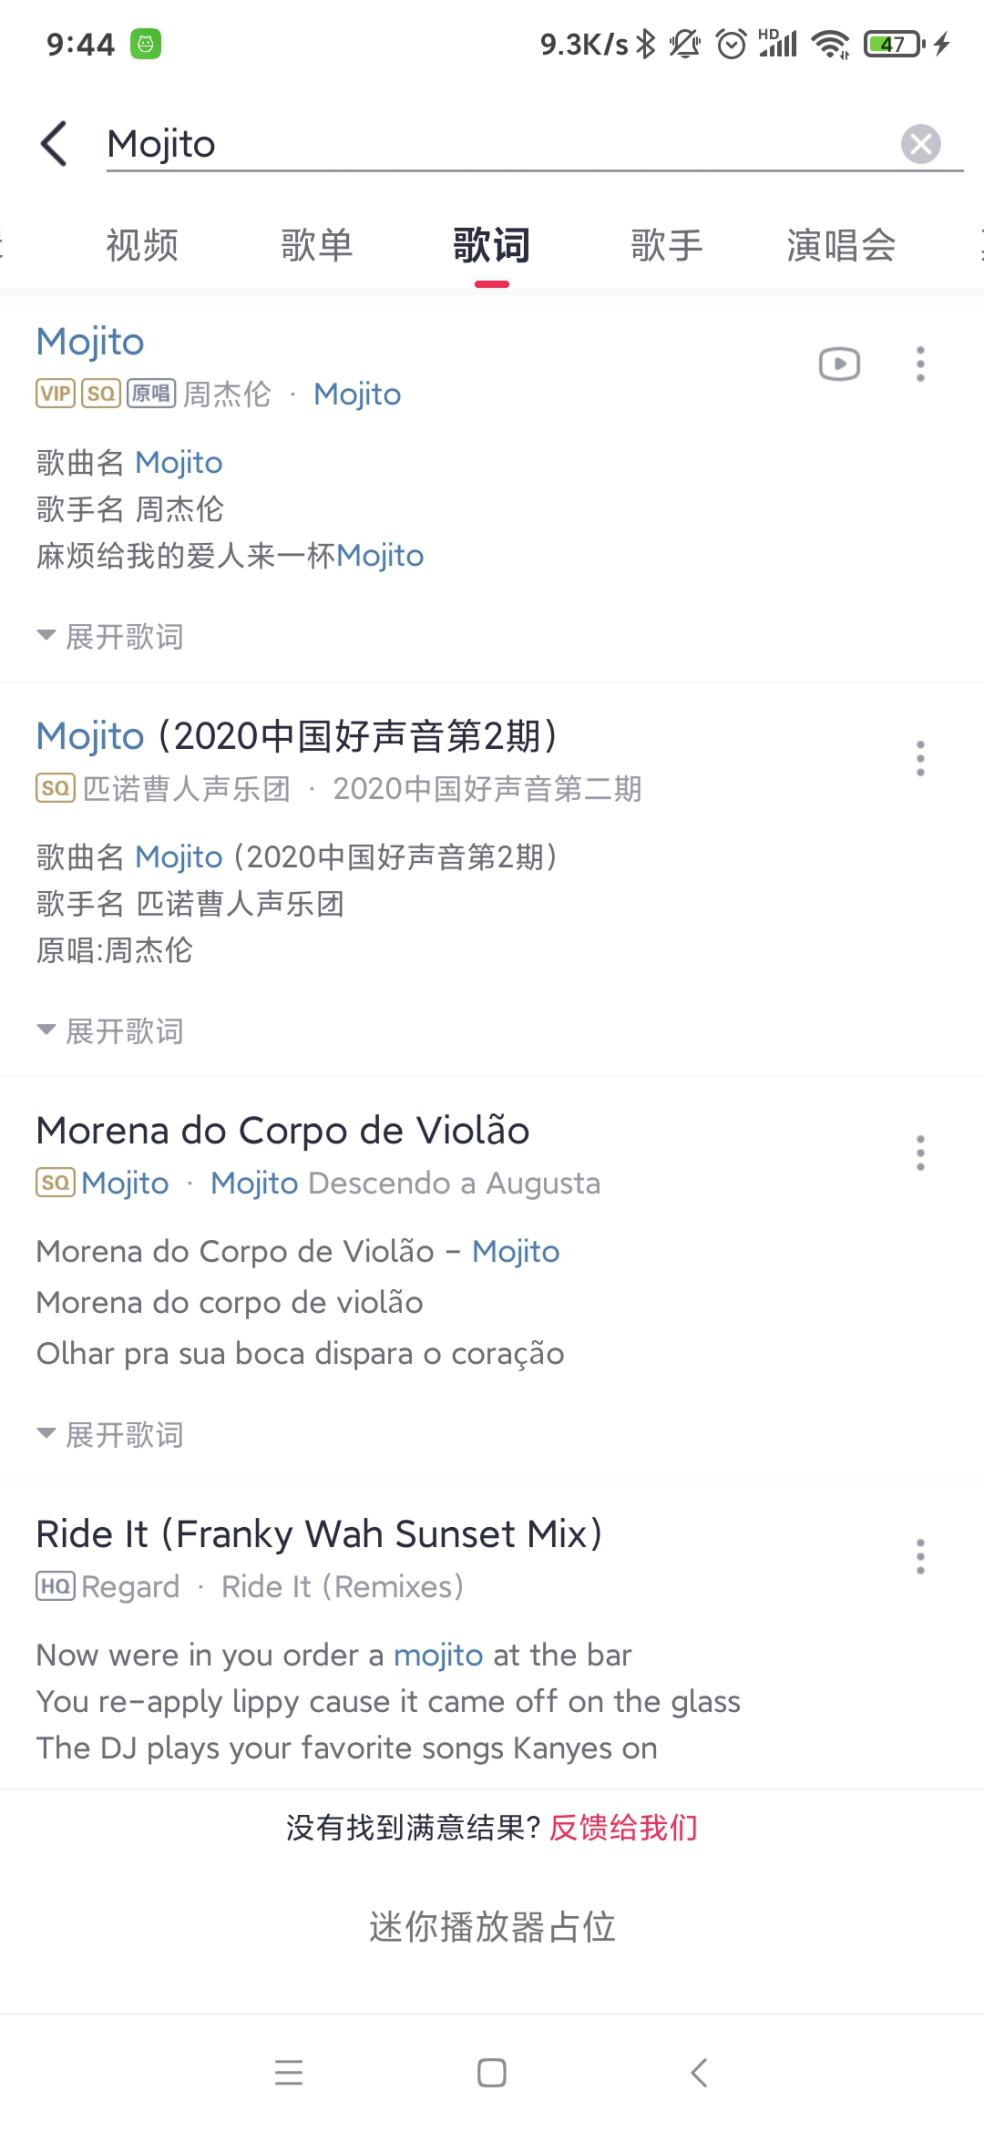 9:44
9.3K/s HD 47
Mojito
视频 歌单 歌词 歌手 演唱会
Mojito
VIP SQ 原唱 周杰伦 · Mojito
歌曲名 Mojito
歌手名 周杰伦
麻烦给我的爱人来一杯Mojito
展开歌词
Mojito (2020中国好声音第2期)
SQ 匹诺曹人声乐团 · 2020中国好声音第二期
歌曲名 Mojito (2020中国好声音第2期)
歌手名 匹诺曹人声乐团
原唱:周杰伦
展开歌词
Morena do Corpo de Violão
SQ Mojito · Mojito Descendo a Augusta
Morena do Corpo de Violão – Mojito
Morena do corpo de violão
Olhar pra sua boca dispara o coração
展开歌词
Ride It (Franky Wah Sunset Mix)
HQ Regard · Ride It (Remixes)
Now were in you order a mojito at the bar
You re-apply lippy cause it came off on the glass
The DJ plays your favorite songs Kanyes on
没有找到满意结果? 反馈给我们
迷你播放器占位